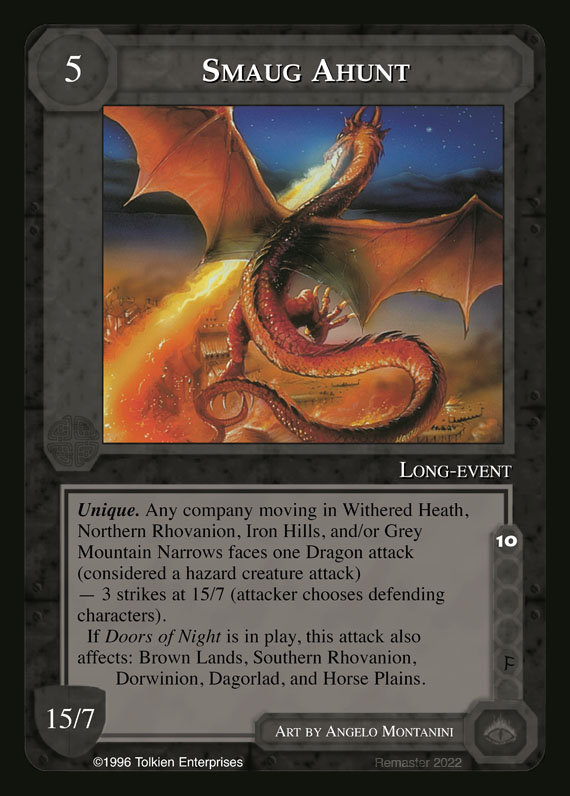 5
SMAUG AHUNT
LONG-EVENT
Unique. Any company moving in Withered Heath,
Northern Rhovanion, Iron Hills, and/or Grey
Mountain Narrows faces one Dragon attack
(considered a hazard creature attack)
— 3 strikes at 15/7 (attacker chooses defending
characters).
If Doors of Night is in play, this attack also
affects: Brown Lands, Southern Rhovanion,
Dorwinion, Dagorlad, and Horse Plains.
10
15/7
ART BY ANGELO MONTANINI
©1996 Tolkien Enterprises
Remaster 2022